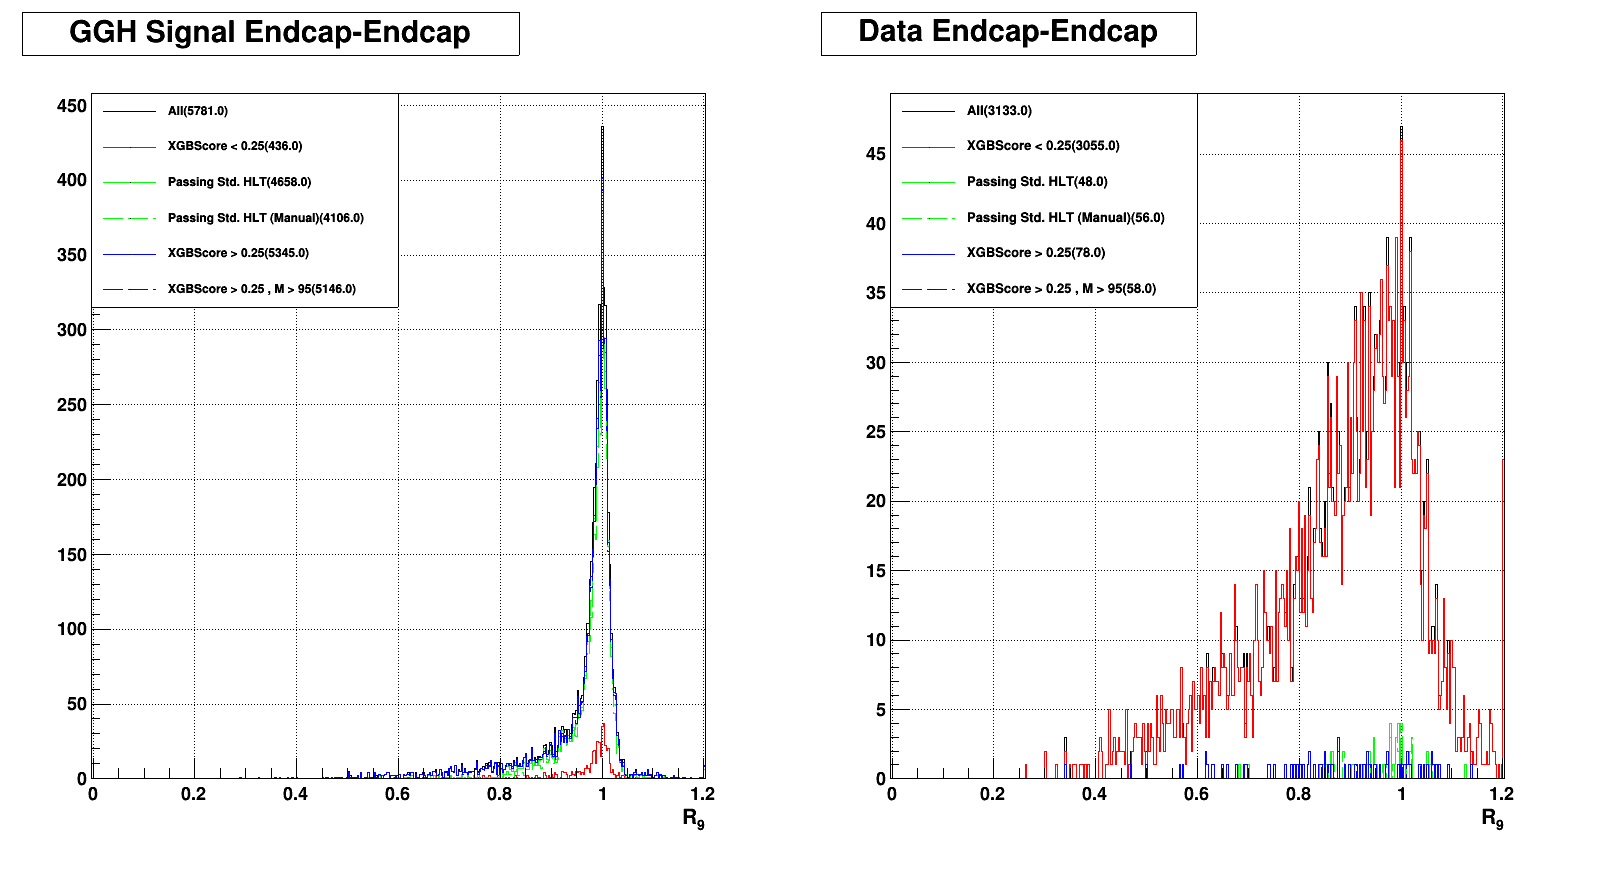 GGH Signal Endcap-Endcap
450
400
350
300
250
200
150
100
50
0
All(5781.0)
XGBScore < 0.25(436.0)
Passing Std. HLT(4658.0)
Passing Std. HLT (Manual)(4106.0)
XGBScore > 0.25(5345.0)
XGBScore > 0.25 , M > 95(5146.0)
0 0.2 0.4 0.6 0.8 1 1.2
R9
Data Endcap-Endcap
45
40
35
30
25
20
15
10
5
0
All(3133.0)
XGBScore < 0.25(3055.0)
Passing Std. HLT(48.0)
Passing Std. HLT (Manual)(56.0)
XGBScore > 0.25(78.0)
XGBScore > 0.25 , M > 95(58.0)
0 0.2 0.4 0.6 0.8 1 1.2
R9